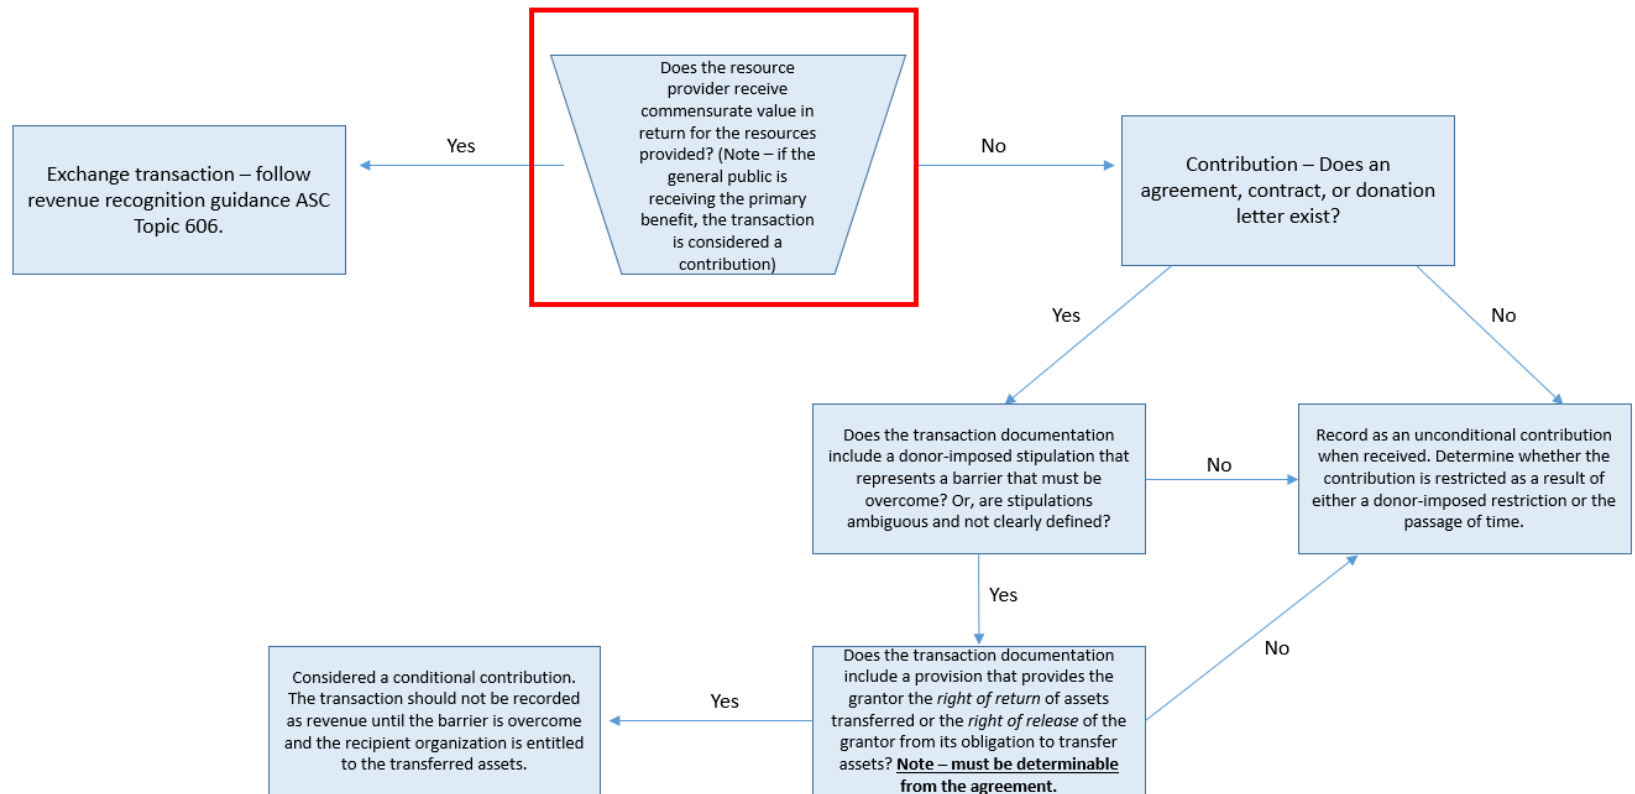 Does the resource
provider receive
commensurate value in
return for the resources
provided? (Note – if the
general public is
receiving the primary
benefit, the transaction
is considered a
contribution)
Yes
No
Exchange transaction – follow
revenue recognition guidance ASC
Topic 606.
Contribution – Does an
agreement, contract, or donation
letter exist?
Yes
No
Does the transaction documentation
include a donor-imposed stipulation that
represents a barrier that must be
overcome? Or, are stipulations
ambiguous and not clearly defined?
No
Record as an unconditional contribution
when received. Determine whether the
contribution is restricted as a result of
either a donor-imposed restriction or the
passage of time.
Yes
No
Does the transaction documentation
include a provision that provides the
grantor the right of return of assets
transferred or the right of release of the
grantor from its obligation to transfer
assets? Note – must be determinable
from the agreement.
Yes
Considered a conditional contribution.
The transaction should not be recorded
as revenue until the barrier is overcome
and the recipient organization is entitled
to the transferred assets.